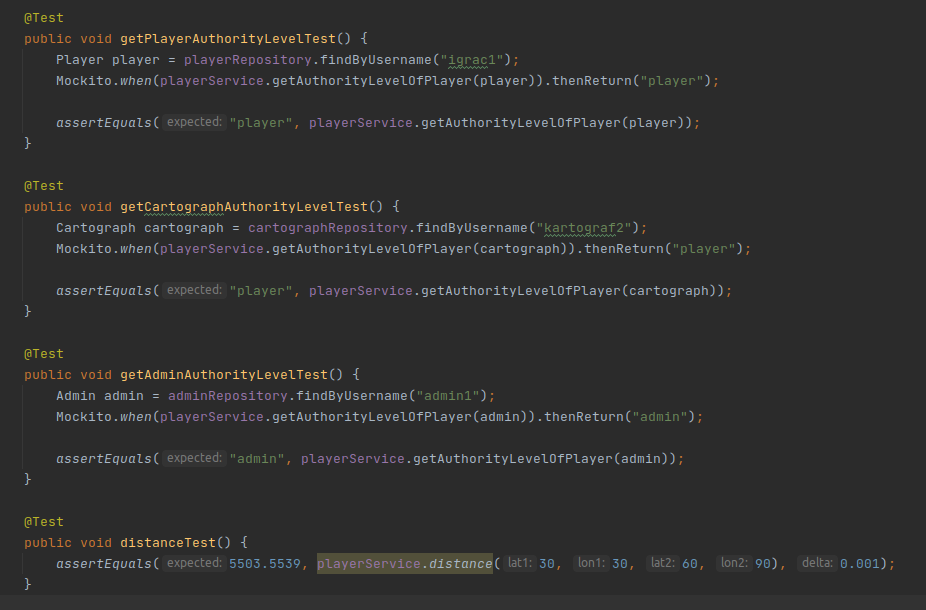 @Test
public void getPlayerAuthorityLevelTest() {
Player player = playerRepository.findByUsername("igrac1");
Mockito.when(playerService.getAuthorityLevelOfPlayer(player)).thenReturn("player");
assertEquals( expected: "player", playerService.getAuthorityLevelOfPlayer(player));
}
@Test
public void getCartographAuthorityLevelTest() {
Cartograph cartograph = cartographRepository.findByUsername("kartograf2");
Mockito.when(playerService.getAuthorityLevelOfPlayer(cartograph)).thenReturn("player");
assertEquals( expected: "player", playerService.getAuthorityLevelOfPlayer(cartograph));
}
@Test
public void getAdminAuthorityLevelTest() {
Admin admin = adminRepository.findByUsername("admin1");
Mockito.when(playerService.getAuthorityLevelOfPlayer(admin)).thenReturn("admin");
assertEquals( expected: "admin", playerService.getAuthorityLevelOfPlayer(admin));
}
@Test
public void distanceTest() {
assertEquals( expected: 5503.5539, playerService.distance( lat1: 30, lon1: 30, lat2: 60, lon2: 90), delta: 0.001);
}